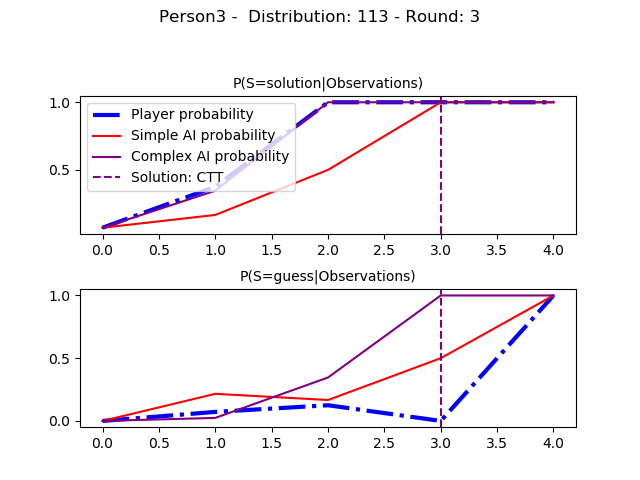 Person3 -  Distribution: 113 - Round: 3
P(S=solution|Observations)
1.0
0.5
Player probability
Simple AI probability
Complex AI probability
Solution: CTT
0.0 0.5 1.0 1.5 2.0 2.5 3.0 3.5 4.0
P(S=guess|Observations)
1.0
0.5
0.0
0.0 0.5 1.0 1.5 2.0 2.5 3.0 3.5 4.0